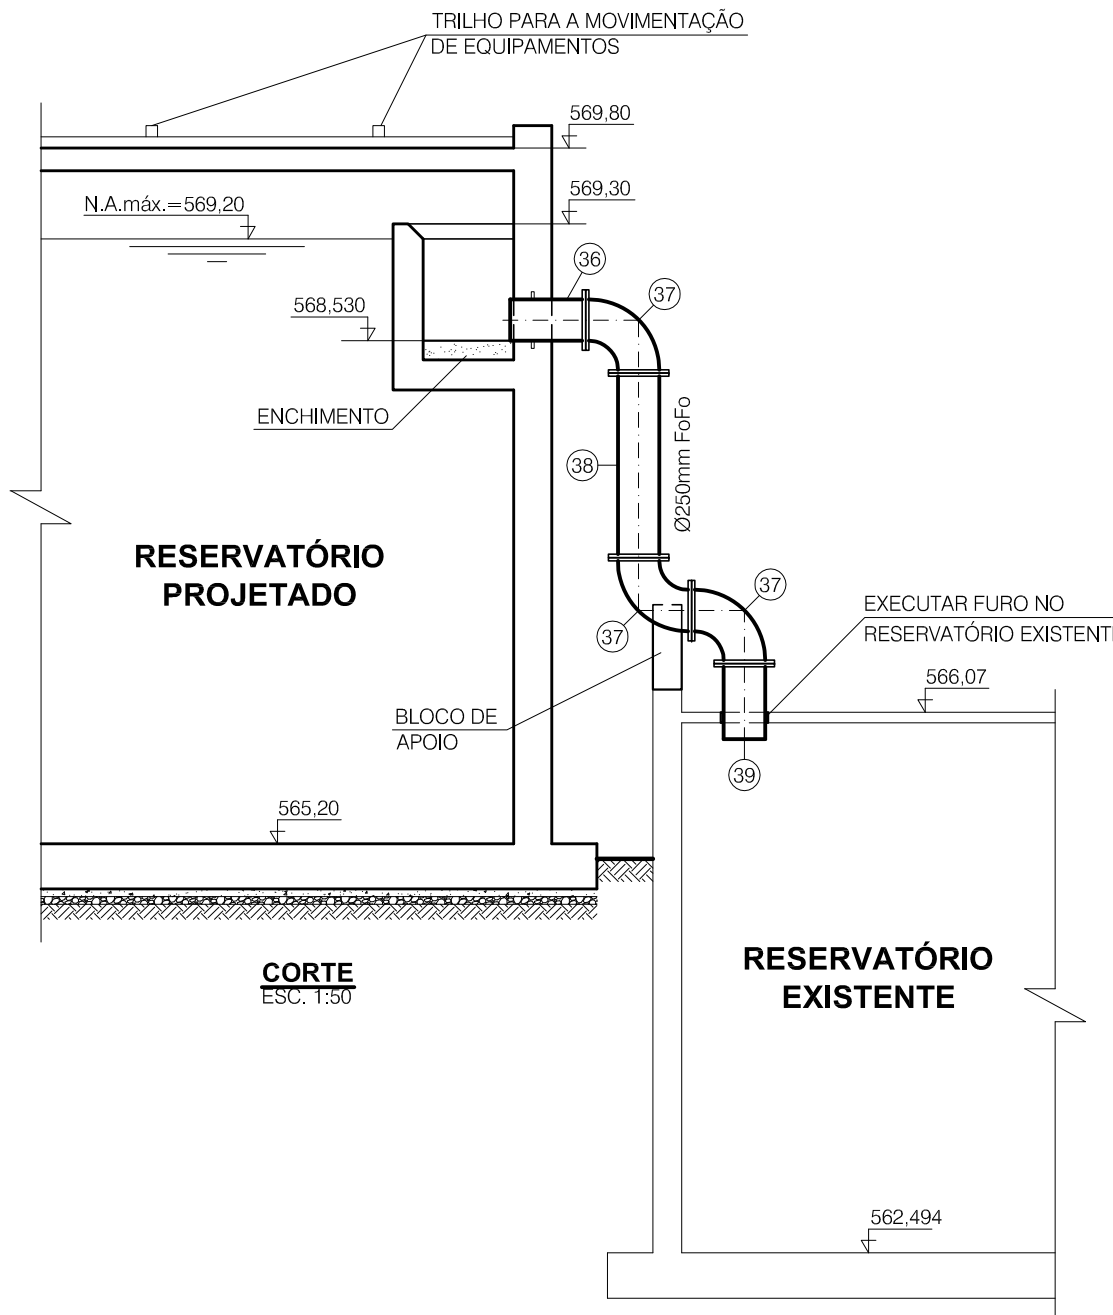 TRILHO PARA A MOVIMENTAÇÃO
DE EQUIPAMENTOS
569,80
569,30
N.A.máx.=569,20
36
37
568,530
ENCHIMENTO
38
Ø250mm FoFo
RESERVATÓRIO
PROJETADO
37
37
EXECUTAR FURO NO
RESERVATÓRIO EXISTENTE
566,07
BLOCO DE
APOIO
39
565,20
CORTE
ESC. 1:50
RESERVATÓRIO
EXISTENTE
562,494